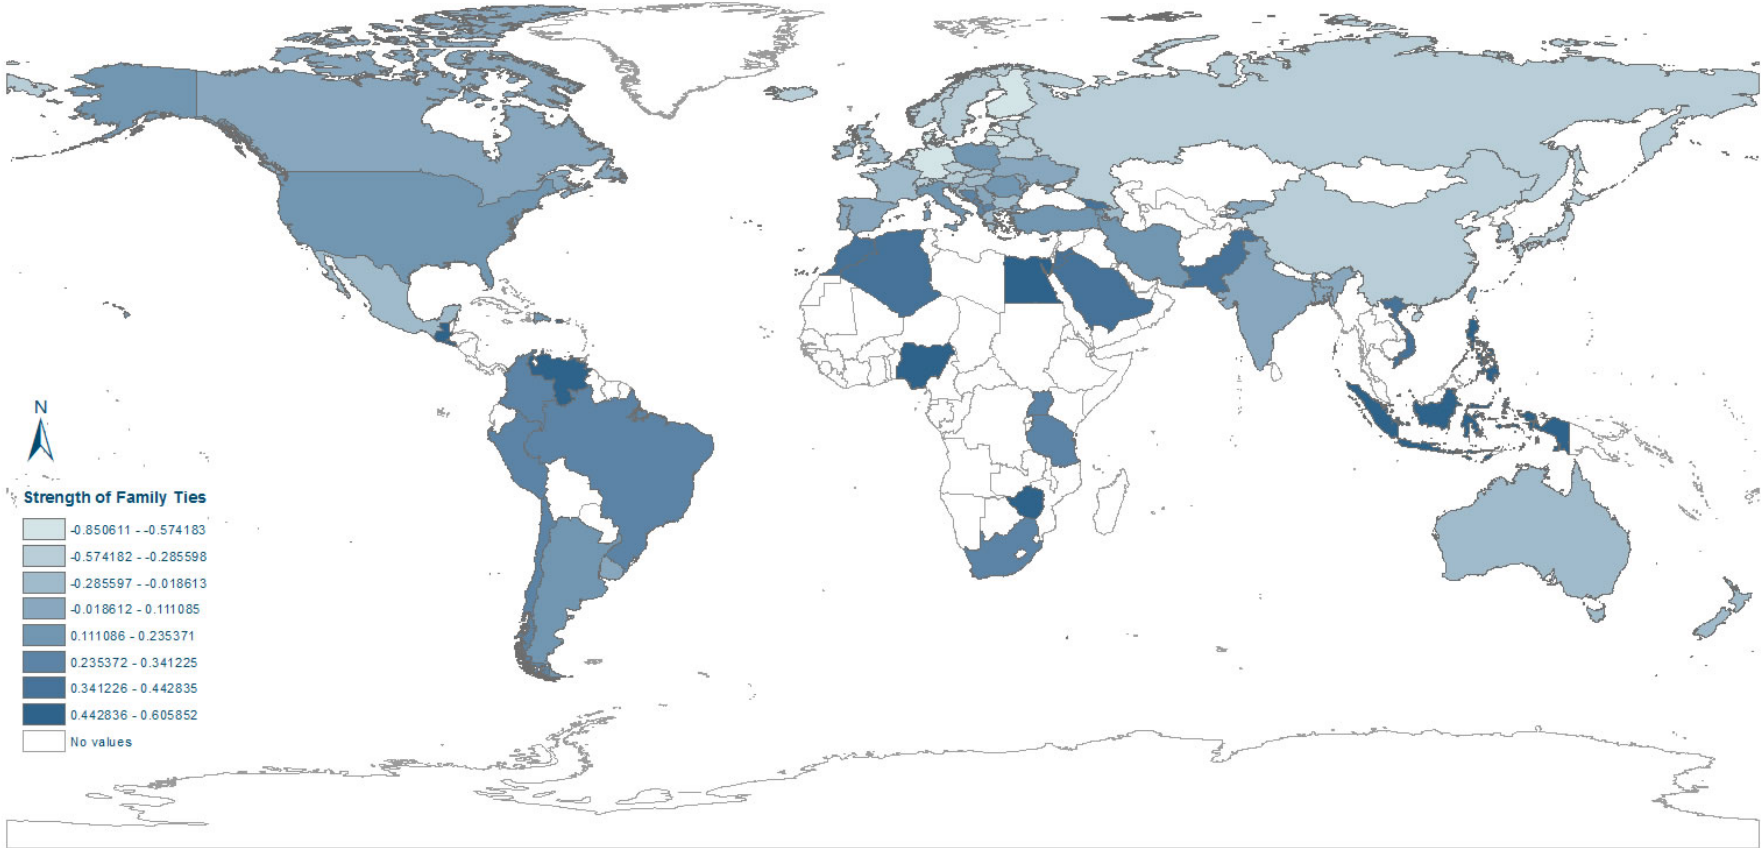 N
Strength of Family Ties
-0.850611 - -0.574183
-0.574182 - -0.285598
-0.285597 - -0.018613
-0.018612 - 0.111085
0.111086 - 0.235371
0.235372 - 0.341225
0.341226 - 0.442835
0.442836 - 0.605852
No values